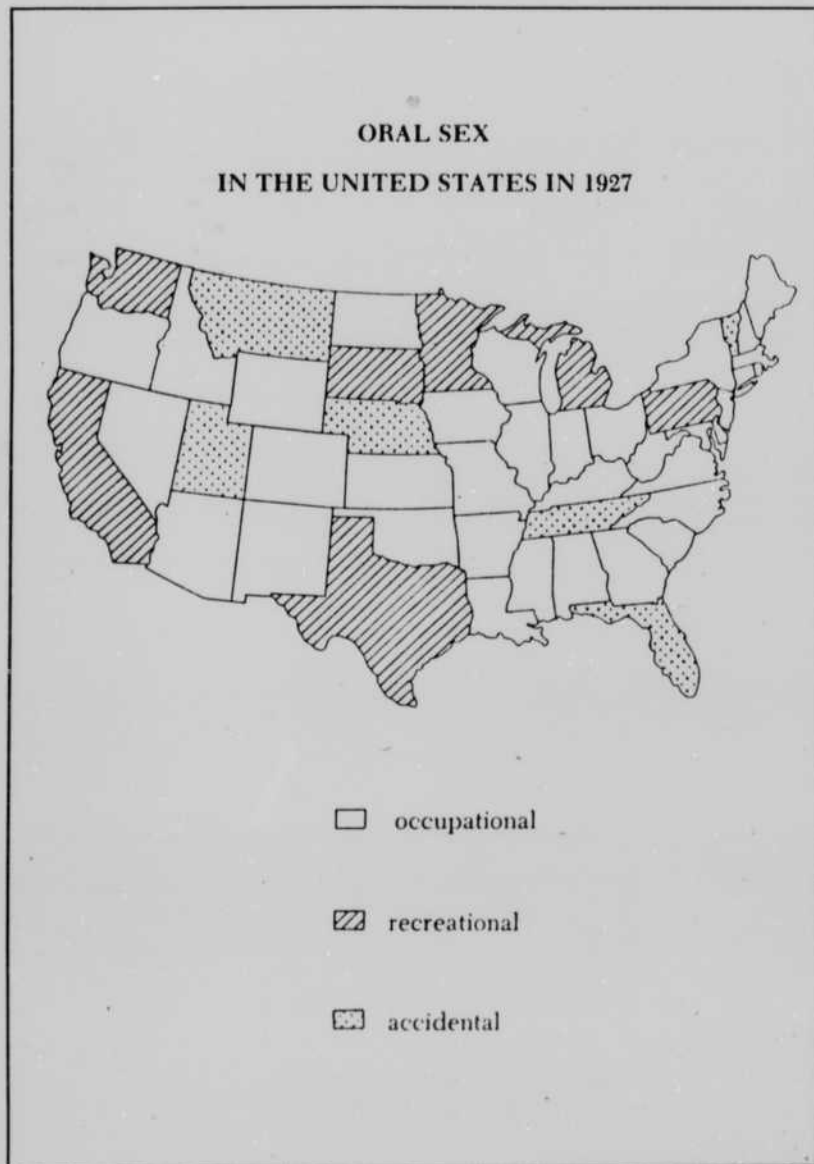 ORAL SEX
IN THE UNITED STATES IN 1927
occupational
recreational
accidental